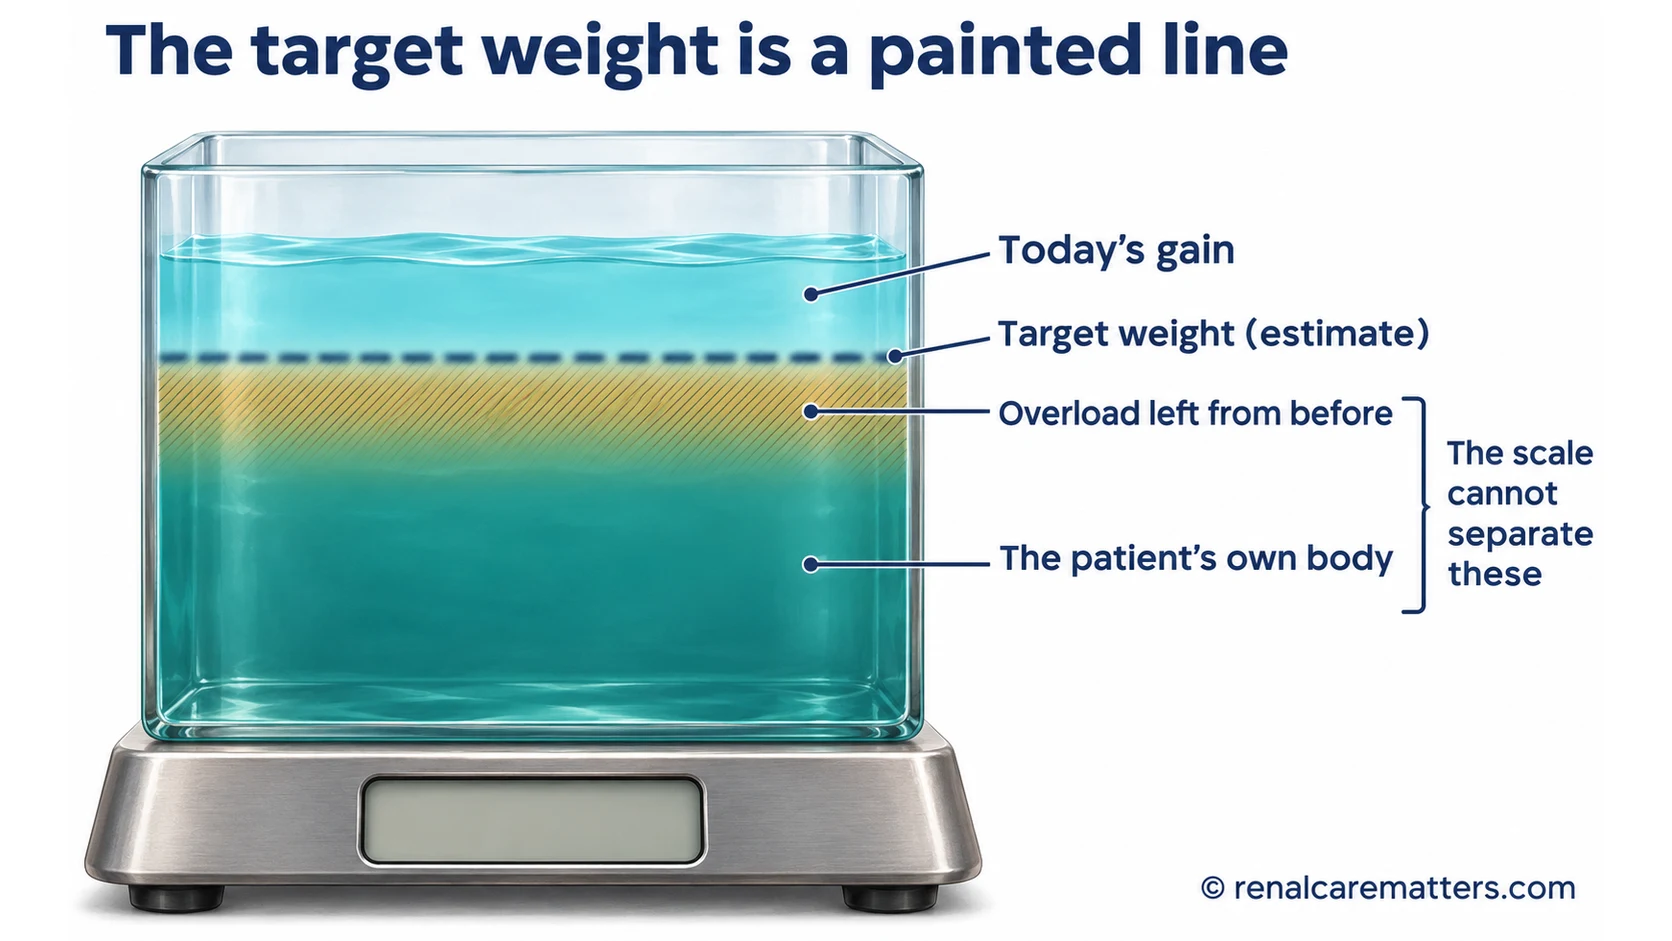 The target weight is a painted line
Today's gain
Target weight (estimate)
Overload left from before
The patient's own body
The scale
cannot
separate
these
© renalcarematters.com